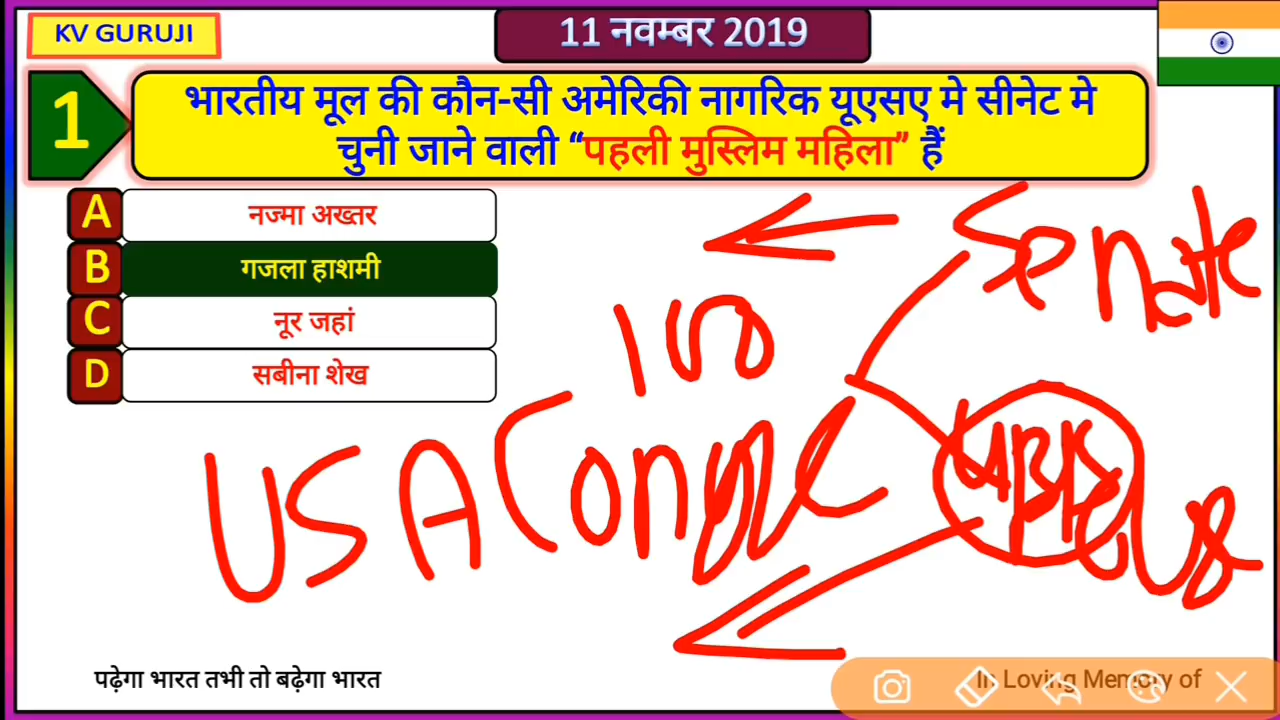 KV GURUJI
11 नवम्बर 2019
1
भारतीय मूल की कौन-सी अमेरिकी नागरिक यूएसए मे सीनेट मे
चुनी जाने वाली “पहली मुस्लिम महिला” हैं
A नज्मा अख्तर
B गजला हाशमी
C नूर जहां
D सबीना शेख
Senate
100
USA
पढ़ेगा भारत तभी तो बढ़ेगा भारत
In Loving Memory of